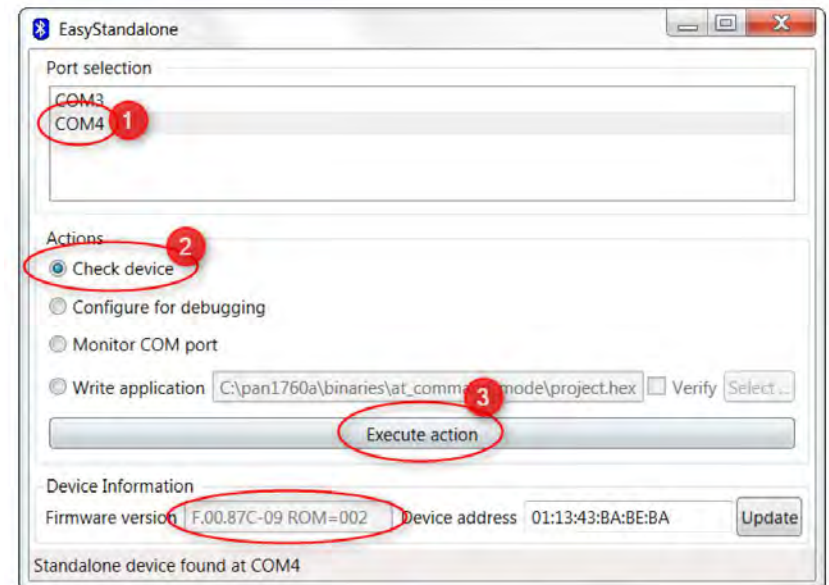 EasyStandalone
Port selection
COM3
COM4 1
Actions
2
Check device
Configure for debugging
Monitor COM port
Write application C:\pan1760a\binaries\at_comma mode\project.hex Verify Select ...
3
Execute action
Device Information
Firmware version F.00.87C-09 ROM=002 Device address 01:13:43:BA:BE:BA Update
Standalone device found at COM4